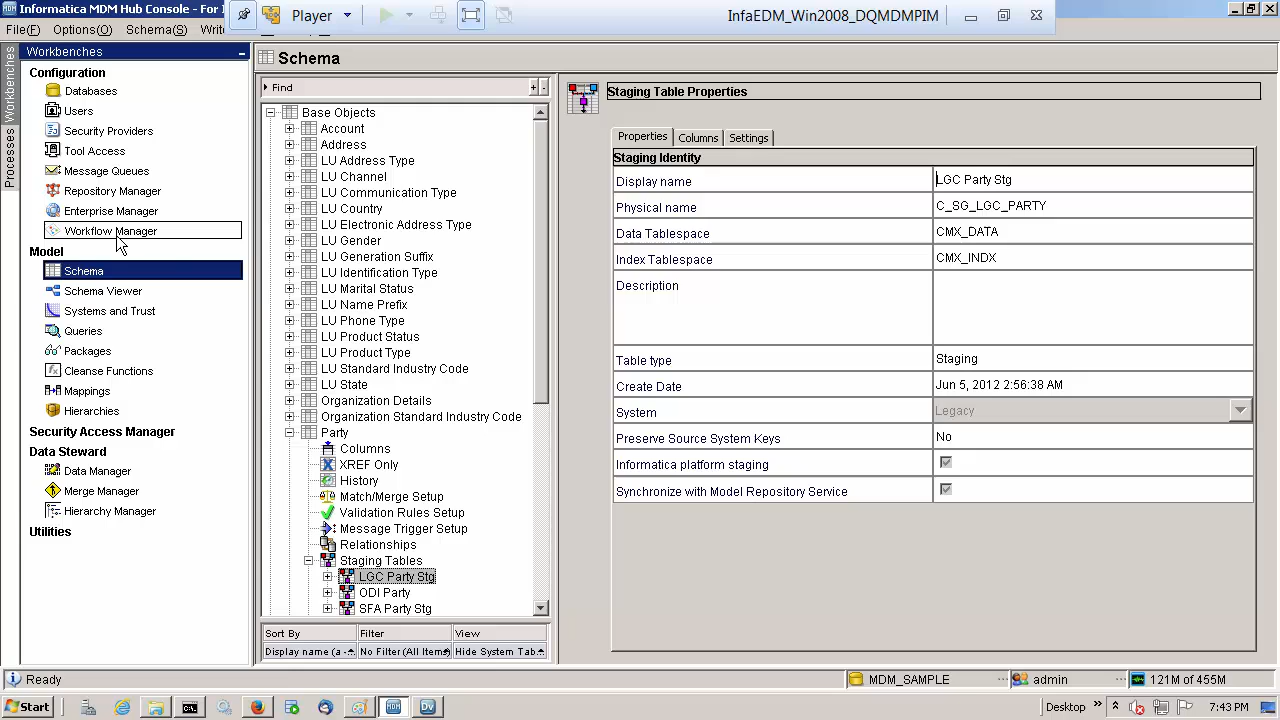 Informatica MDM Hub Console - For I
Player
InfaEDM_Win2008_DQMDMPIM
File(F) Options(O) Schema(S) Writ
Workbenches
Processes
Workbenches
Configuration
Databases
Users
Security Providers
Tool Access
Message Queues
Repository Manager
Enterprise Manager
Workflow Manager
Model
Schema
Schema Viewer
Systems and Trust
Queries
Packages
Cleanse Functions
Mappings
Hierarchies
Security Access Manager
Data Steward
Data Manager
Merge Manager
Hierarchy Manager
Utilities
Schema
Find
Base Objects
Account
Address
LU Address Type
LU Channel
LU Communication Type
LU Country
LU Electronic Address Type
LU Gender
LU Generation Suffix
LU Identification Type
LU Marital Status
LU Name Prefix
LU Phone Type
LU Product Status
LU Product Type
LU Standard Industry Code
LU State
Organization Details
Organization Standard Industry Code
Party
Columns
XREF Only
History
Match/Merge Setup
Validation Rules Setup
Message Trigger Setup
Relationships
Staging Tables
LGC Party Stg
ODI Party
SFA Party Stg
Sort By Filter View
Display name (a - No Filter (All Items) Hide System Tab
Staging Table Properties
Properties Columns Settings
Staging Identity
Display name LGC Party Stg
Physical name C_SG_LGC_PARTY
Data Tablespace CMX_DATA
Index Tablespace CMX_INDX
Description
Table type Staging
Create Date Jun 5, 2012 2:56:38 AM
System Legacy
Preserve Source System Keys No
Informatica platform staging
Synchronize with Model Repository Service
Ready MDM_SAMPLE admin 121M of 455M
Start MDM Dv Desktop » 7:43 PM